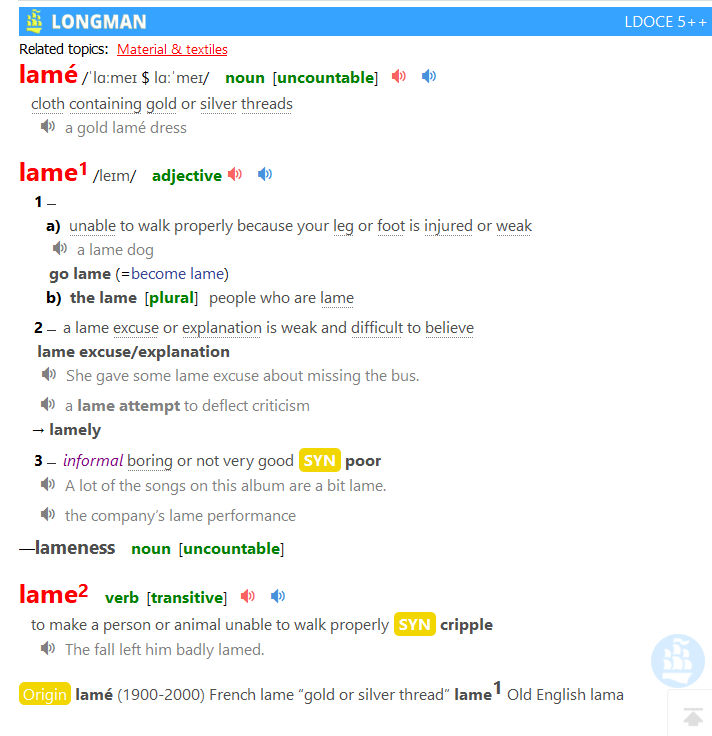 LONGMAN LDOCE 5++
Related topics: Material & textiles
lamé /ˈlɑːmeɪ $ lɑːˈmeɪ/ noun [uncountable]
cloth containing gold or silver threads
a gold lamé dress
lame1 /leɪm/ adjective
1 –
a) unable to walk properly because your leg or foot is injured or weak
a lame dog
go lame (=become lame)
b) the lame [plural] people who are lame
2 – a lame excuse or explanation is weak and difficult to believe
lame excuse/explanation
She gave some lame excuse about missing the bus.
a lame attempt to deflect criticism
→ lamely
3 – informal boring or not very good SYN poor
A lot of the songs on this album are a bit lame.
the company’s lame performance
—lameness noun [uncountable]
lame2 verb [transitive]
to make a person or animal unable to walk properly SYN cripple
The fall left him badly lamed.
Origin lamé (1900-2000) French lame “gold or silver thread” lame1 Old English lama